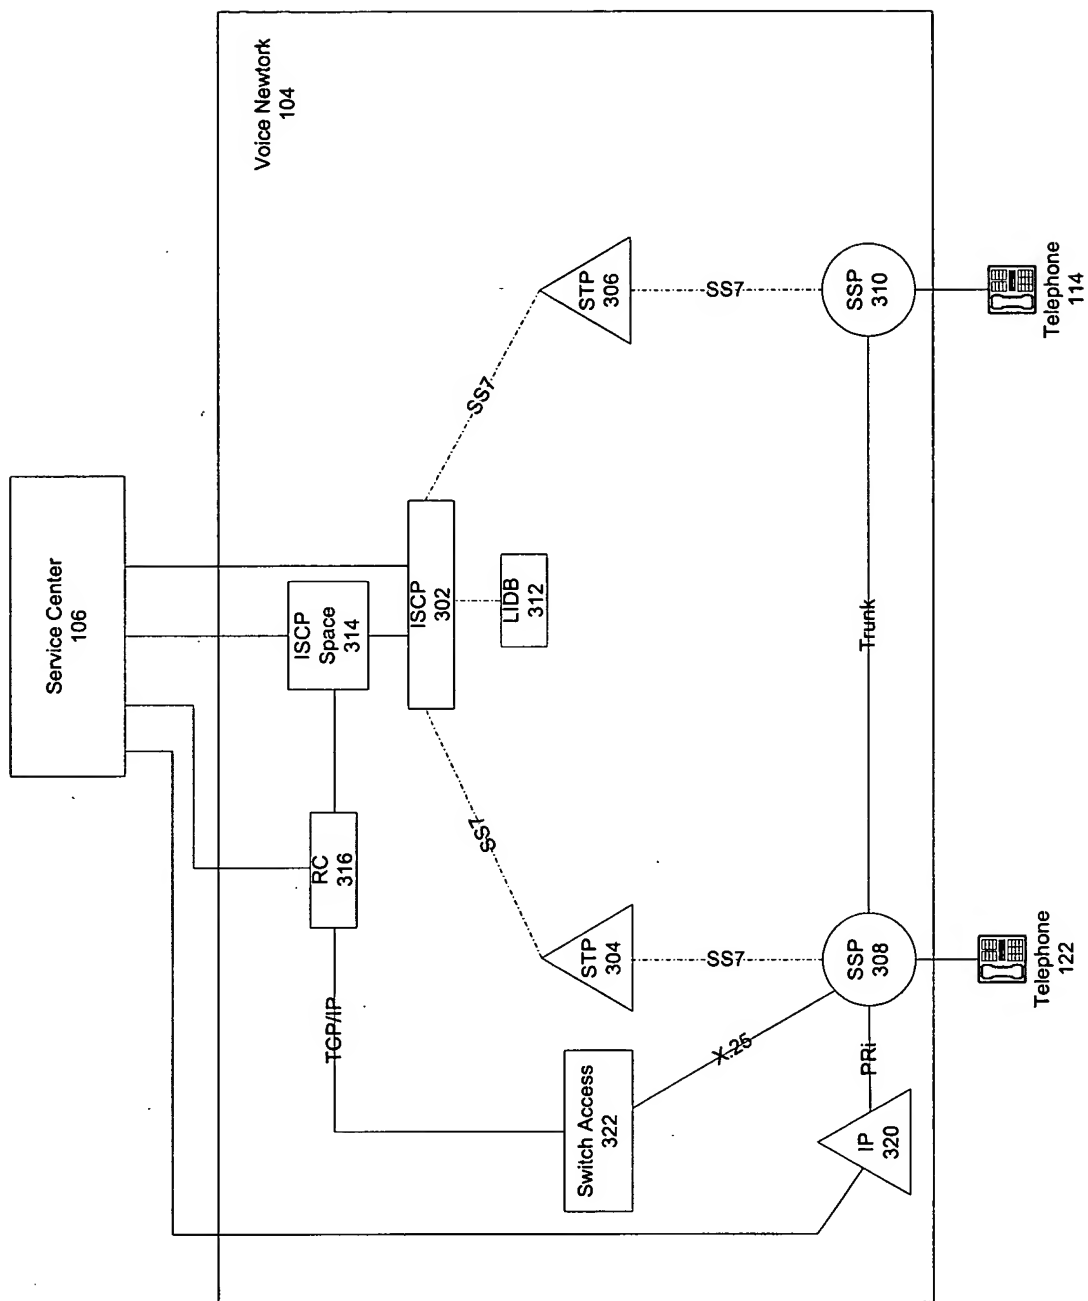 Service Center
106
Voice Newtork
104
ISCP
Space
314
RC
316
ISCP
302
LIDB
312
SS7
SS7
TCP/IP
STP
304
STP
306
Switch Access
322
SS7
SS7
X.25
SSP
308
SSP
310
Trunk
PRi
IP
320
Telephone
122
Telephone
114